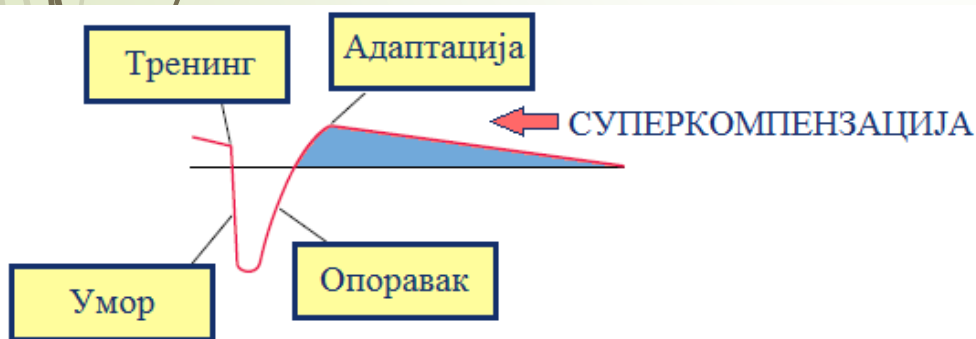 Адаптација
Тренинг
СУПЕРКОМПЕНЗАЦИЈА
Опоравак
Умор